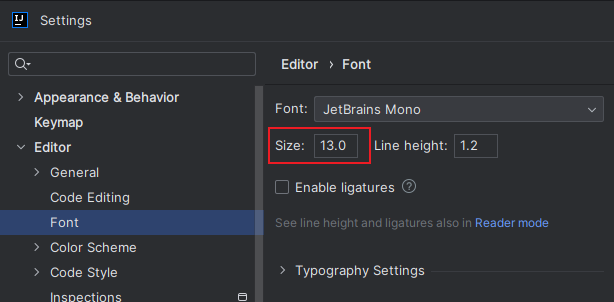 IJ
Settings
Appearance & Behavior
Keymap
Editor
General
Code Editing
Font
Color Scheme
Code Style
Inspections
Editor › Font
Font: JetBrains Mono
Size: 13.0 Line height: 1.2
Enable ligatures ?
See line height and ligatures also in Reader mode
Typography Settings